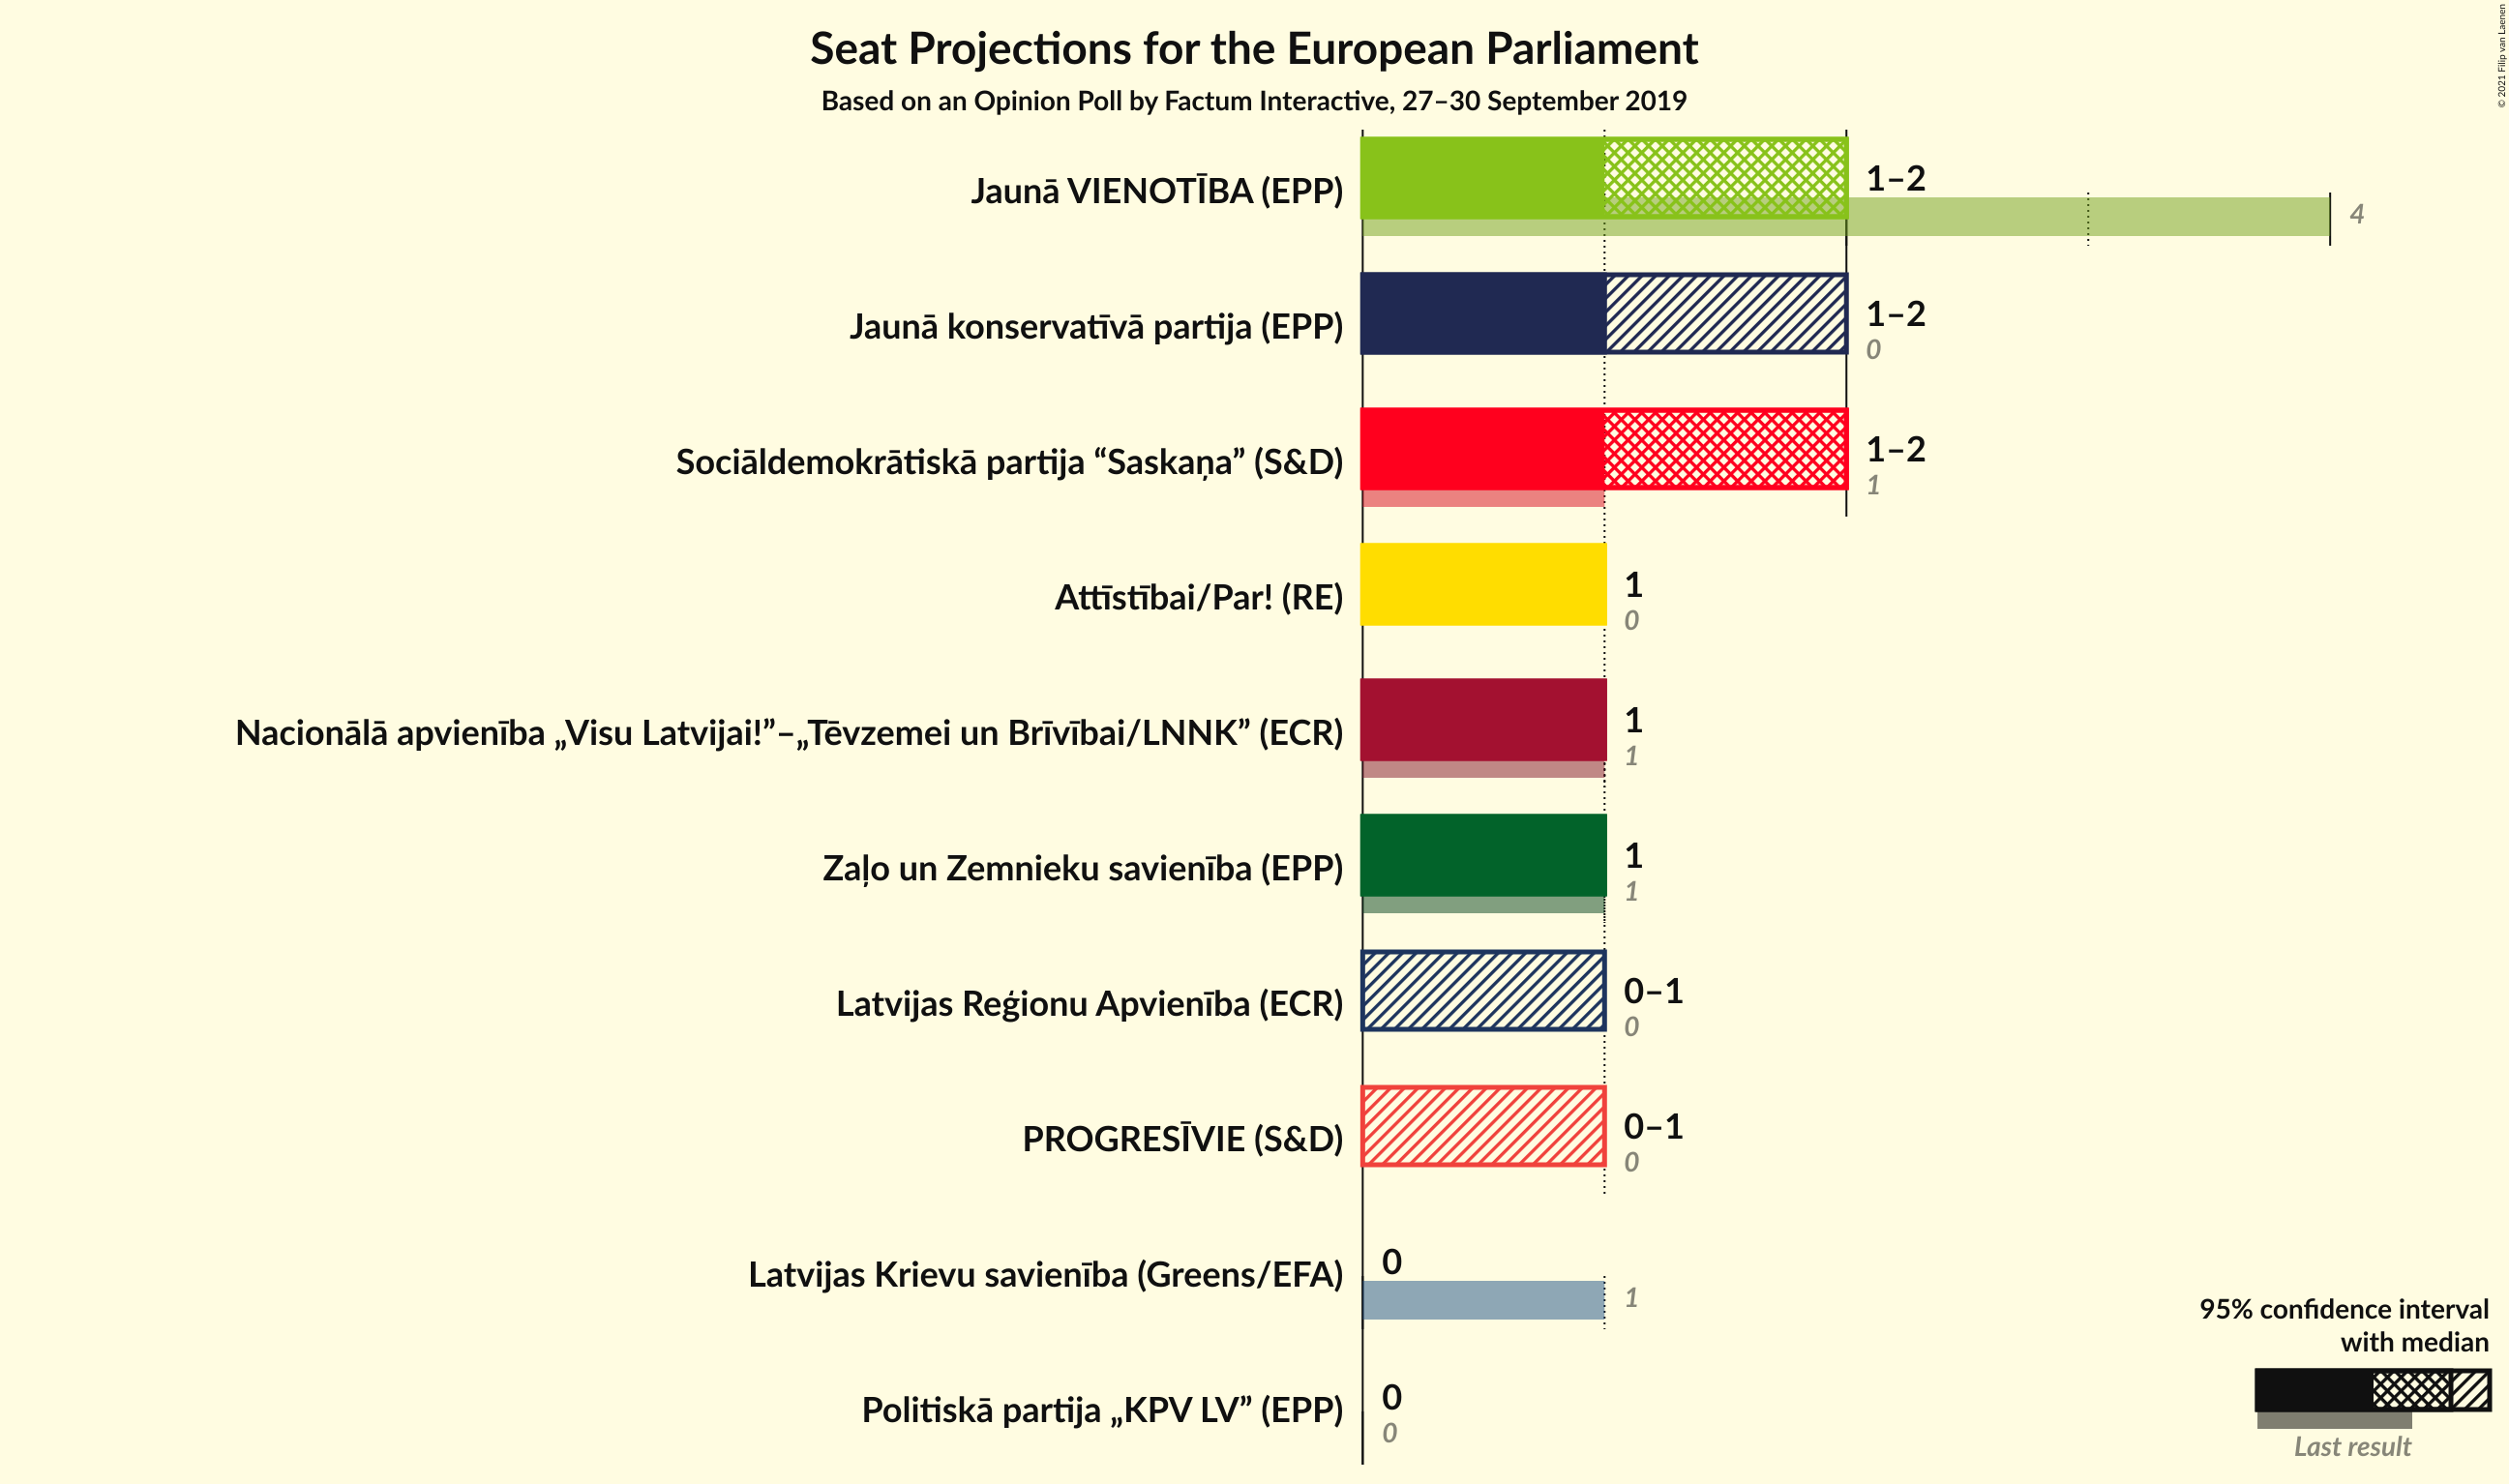 Seat Projections for the European Parliament
Based on an Opinion Poll by Factum Interactive, 27–30 September 2019
© 2021 Filip van Laenen
Jaunā VIENOTĪBA (EPP)
1–2
4
Jaunā konservatīvā partija (EPP)
1–2
0
Sociāldemokrātiskā partija “Saskaņa” (S&D)
1–2
1
Attīstībai/Par! (RE)
1
0
Nacionālā apvienība „Visu Latvijai!”–„Tēvzemei un Brīvībai/LNNK” (ECR)
1
1
Zaļo un Zemnieku savienība (EPP)
1
1
Latvijas Reģionu Apvienība (ECR)
0–1
0
PROGRESĪVIE (S&D)
0–1
0
Latvijas Krievu savienība (Greens/EFA)
0
1
Politiskā partija „KPV LV” (EPP)
0
0
95% confidence interval
with median
Last result